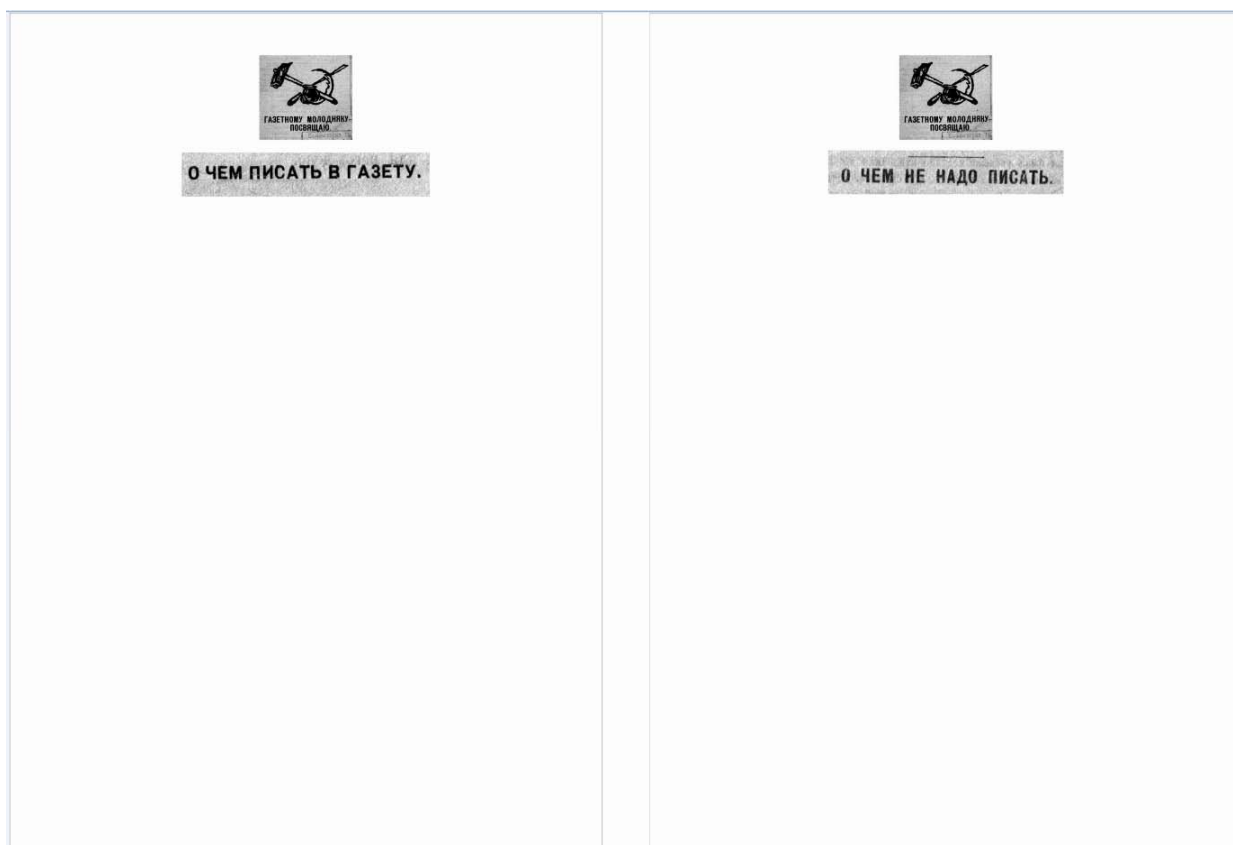 ГАЗЕТНОМУ МОЛОДНЯКУ-
ПОСВЯЩАЮ
О ЧЕМ ПИСАТЬ В ГАЗЕТУ.
ГАЗЕТНОМУ МОЛОДНЯКУ-
ПОСВЯЩАЮ
О ЧЕМ НЕ НАДО ПИСАТЬ.